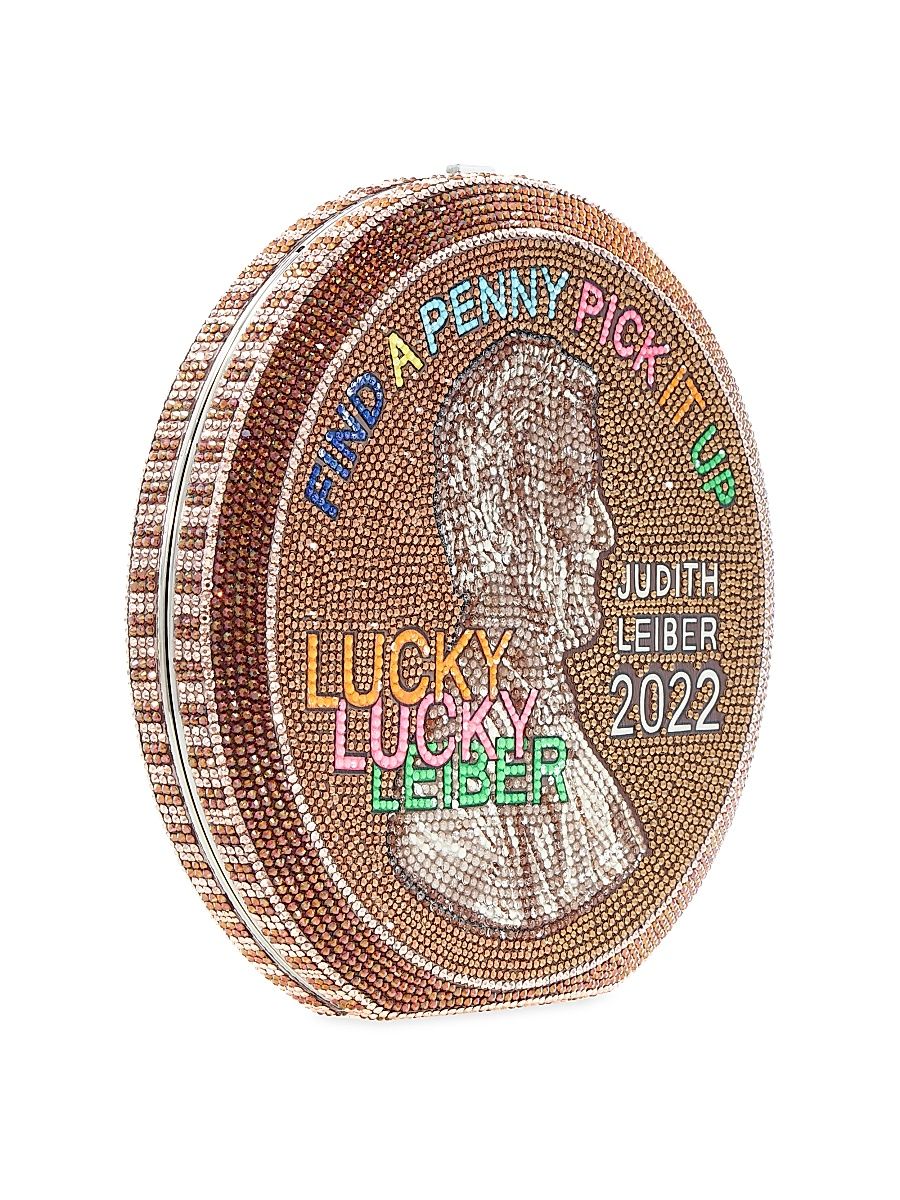 FIND A PENNY PICK IT UP
JUDITH
LEIBER
2022
LUCKY
LUCKY
LEIBER